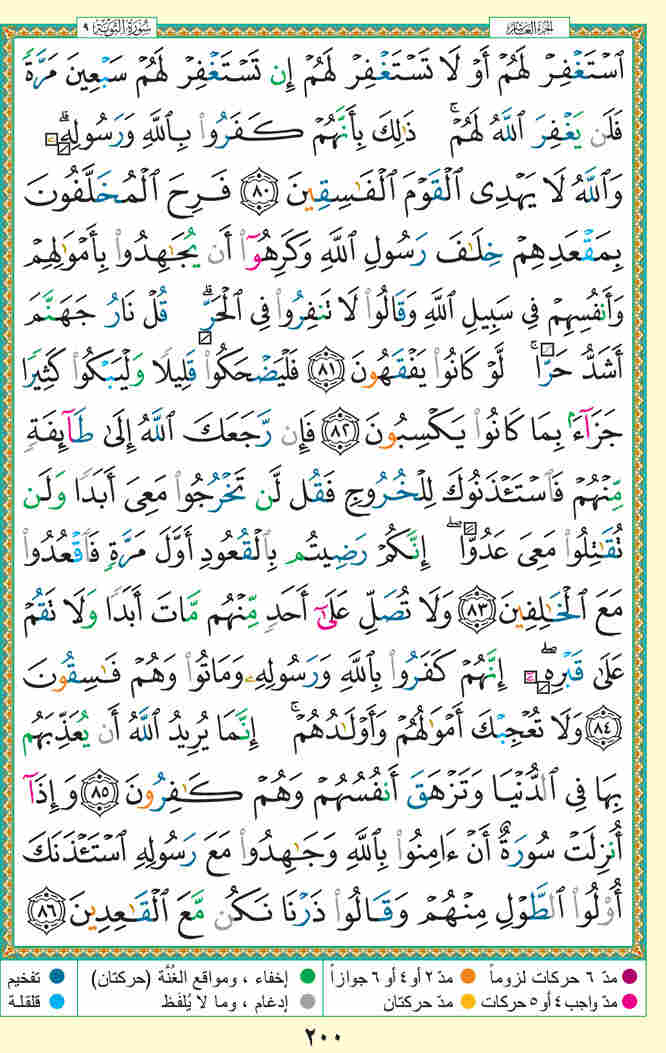 سُورَةُ التَّوْبَةِ ٩
الجُزءُ العَاشِرُ
ٱسْتَغْفِرْ لَهُمْ أَوْ لَا تَسْتَغْفِرْ لَهُمْ إِن تَسْتَغْفِرْ لَهُمْ سَبْعِينَ مَرَّةً
فَلَن يَغْفِرَ ٱللَّهُ لَهُمْ ۚ ذَٰلِكَ بِأَنَّهُمْ كَفَرُوا۟ بِٱللَّهِ وَرَسُولِهِۦ ۗ
وَٱللَّهُ لَا يَهْدِى ٱلْقَوْمَ ٱلْفَـٰسِقِينَ ٨٠ فَرِحَ ٱلْمُخَلَّفُونَ
بِمَقْعَدِهِمْ خِلَـٰفَ رَسُولِ ٱللَّهِ وَكَرِهُوٓا۟ أَن يُجَـٰهِدُوا۟ بِأَمْوَٰلِهِمْ
وَأَنفُسِهِمْ فِى سَبِيلِ ٱللَّهِ وَقَالُوا۟ لَا تَنفِرُوا۟ فِى ٱلْحَرِّ ۗ قُلْ نَارُ جَهَنَّمَ
أَشَدُّ حَرًّا ۚ لَّوْ كَانُوا۟ يَفْقَهُونَ ٨١ فَلْيَضْحَكُوا۟ قَلِيلًا وَلْيَبْكُوا۟ كَثِيرًا
جَزَآءًۢ بِمَا كَانُوا۟ يَكْسِبُونَ ٨٢ فَإِن رَّجَعَكَ ٱللَّهُ إِلَىٰ طَآئِفَةٍ
مِّنْهُمْ فَٱسْتَـْٔذَنُوكَ لِلْخُرُوجِ فَقُل لَّن تَخْرُجُوا۟ مَعِىَ أَبَدًا وَلَن
تُقَـٰتِلُوا۟ مَعِىَ عَدُوًّا ۖ إِنَّكُمْ رَضِيتُم بِٱلْقُعُودِ أَوَّلَ مَرَّةٍ فَٱقْعُدُوا۟
مَعَ ٱلْخَـٰلِفِينَ ٨٣ وَلَا تُصَلِّ عَلَىٰٓ أَحَدٍ مِّنْهُم مَّاتَ أَبَدًا وَلَا تَقُمْ
عَلَىٰ قَبْرِهِۦٓ ۖ إِنَّهُمْ كَفَرُوا۟ بِٱللَّهِ وَرَسُولِهِۦ وَمَاتُوا۟ وَهُمْ فَـٰسِقُونَ
٨٤ وَلَا تُعْجِبْكَ أَمْوَٰلُهُمْ وَأَوْلَـٰدُهُمْ ۚ إِنَّمَا يُرِيدُ ٱللَّهُ أَن يُعَذِّبَهُم
بِهَا فِى ٱلدُّنْيَا وَتَزْهَقَ أَنفُسُهُمْ وَهُمْ كَـٰفِرُونَ ٨٥ وَإِذَآ
أُنزِلَتْ سُورَةٌ أَنْ ءَامِنُوا۟ بِٱللَّهِ وَجَـٰهِدُوا۟ مَعَ رَسُولِهِ ٱسْتَـْٔذَنَكَ
أُو۟لُوا۟ ٱلطَّوْلِ مِنْهُمْ وَقَالُوا۟ ذَرْنَا نَكُن مَّعَ ٱلْقَـٰعِدِينَ ٨٦
مدّ ٦ حركات لزوماً مدّ ٢ أو ٤ أو ٦ جوازاً إخفاء ، ومواقع الغُنَّة (حركتان) تفخيم
مدّ واجب ٤ أو ٥ حركات مدّ حركتان إدغام ، وما لا يُلفَظ قلقلة
٢٠٠